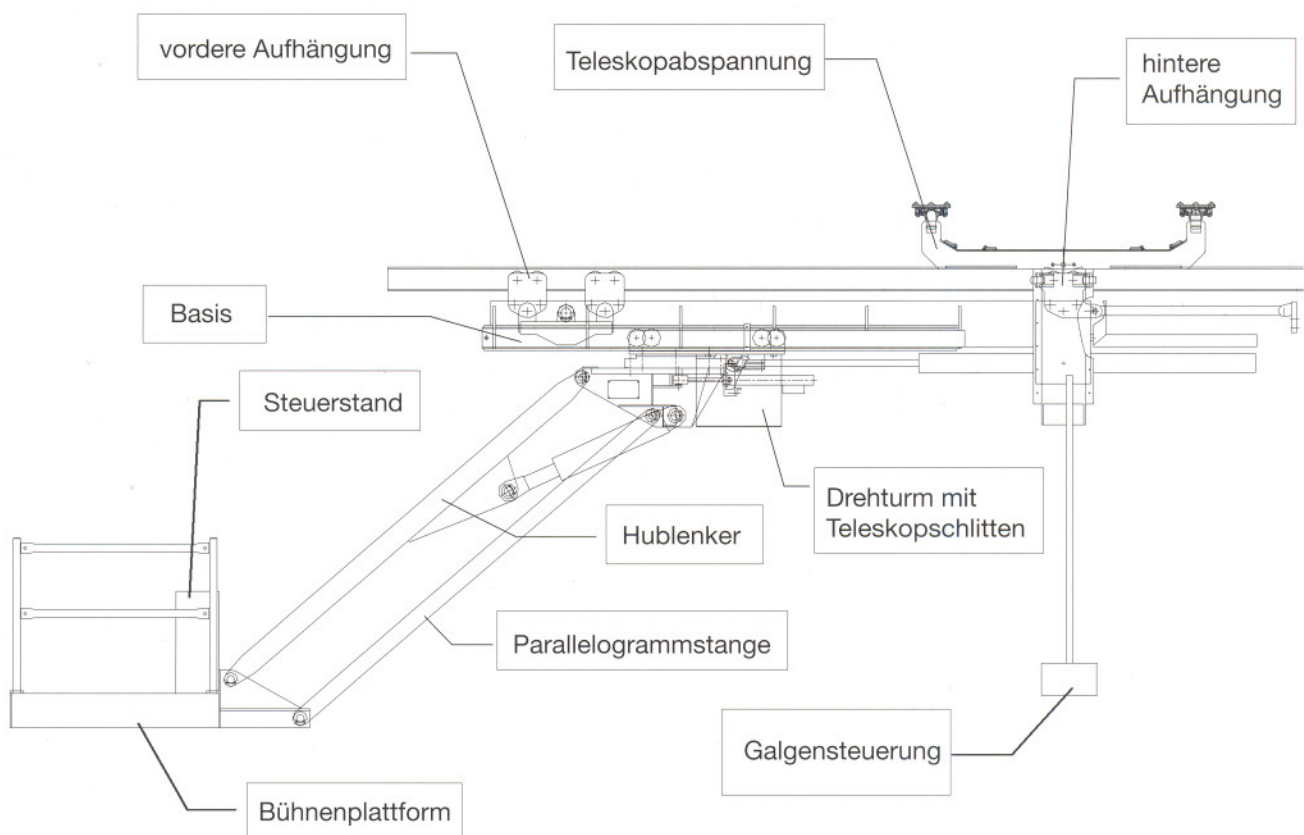 vordere Aufhängung
Teleskopabspannung
hintere
Aufhängung
Basis
Steuerstand
Hublenker
Drehturm mit
Teleskopschlitten
Parallelogrammstange
Galgensteuerung
Bühnenplattform